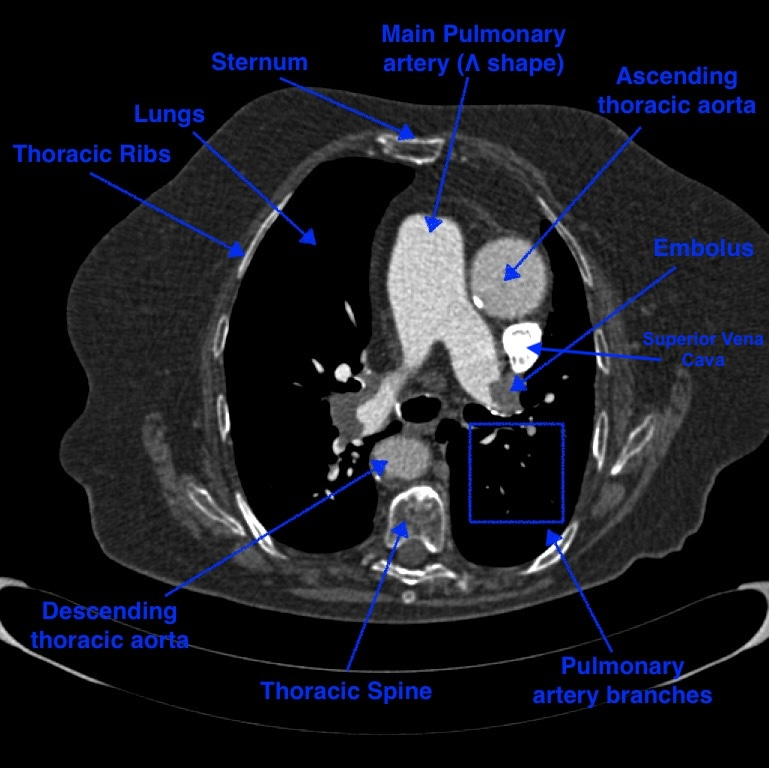 Main Pulmonary
artery (Λ shape)
Sternum
Ascending
thoracic aorta
Lungs
Thoracic Ribs
Embolus
Superior Vena
Cava
Descending
thoracic aorta
Thoracic Spine
Pulmonary
artery branches